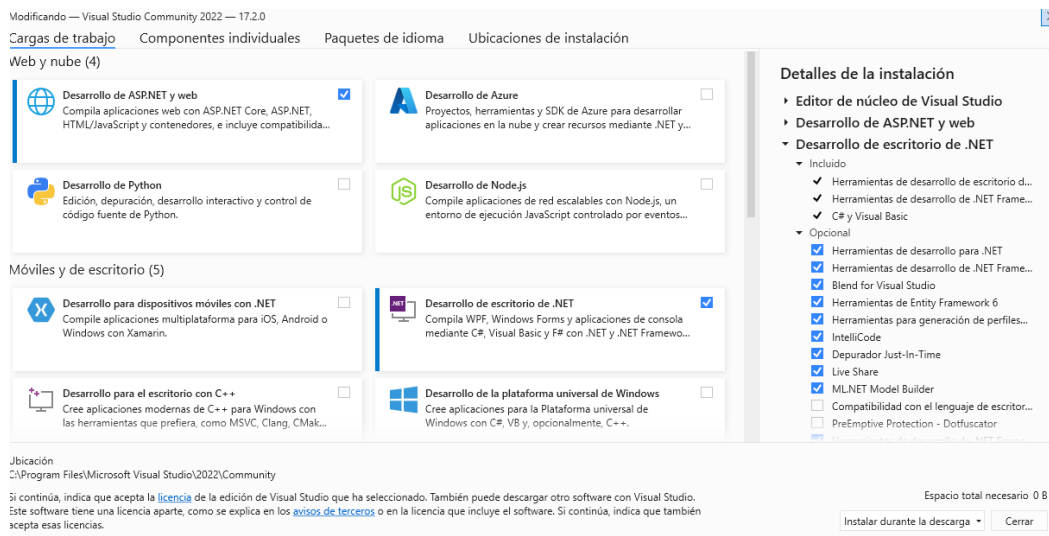 Modificando — Visual Studio Community 2022 — 17.2.0
Cargas de trabajo Componentes individuales Paquetes de idioma Ubicaciones de instalación
Web y nube (4)
Desarrollo de ASP.NET y web
Compila aplicaciones web con ASP.NET Core, ASP.NET,
HTML/JavaScript y contenedores, e incluye compatibilida...
Desarrollo de Azure
Proyectos, herramientas y SDK de Azure para desarrollar
aplicaciones en la nube y crear recursos mediante .NET y...
Desarrollo de Python
Edición, depuración, desarrollo interactivo y control de
código fuente de Python.
Desarrollo de Node.js
Compile aplicaciones de red escalables con Node.js, un
entorno de ejecución JavaScript controlado por eventos...
Móviles y de escritorio (5)
Desarrollo para dispositivos móviles con .NET
Compile aplicaciones multiplataforma para iOS, Android o
Windows con Xamarin.
.NET
Desarrollo de escritorio de .NET
Compila WPF, Windows Forms y aplicaciones de consola
mediante C#, Visual Basic y F# con .NET y .NET Framewo...
Desarrollo para el escritorio con C++
Cree aplicaciones modernas de C++ para Windows con
las herramientas que prefiera, como MSVC, Clang, CMak...
Desarrollo de la plataforma universal de Windows
Cree aplicaciones para la Plataforma universal de
Windows con C#, VB y, opcionalmente, C++.
Detalles de la instalación
Editor de núcleo de Visual Studio
Desarrollo de ASP.NET y web
Desarrollo de escritorio de .NET
Incluido
Herramientas de desarrollo de escritorio d...
Herramientas de desarrollo de .NET Frame...
C# y Visual Basic
Opcional
Herramientas de desarrollo para .NET
Herramientas de desarrollo de .NET Frame...
Blend for Visual Studio
Herramientas de Entity Framework 6
Herramientas para generación de perfiles...
IntelliCode
Depurador Just-In-Time
Live Share
ML.NET Model Builder
Compatibilidad con el lenguaje de escritor...
PreEmptive Protection - Dotfuscator
Ubicación
C:\Program Files\Microsoft Visual Studio\2022\Community
Si continúa, indica que acepta la licencia de la edición de Visual Studio que ha seleccionado. También puede descargar otro software con Visual Studio.
Este software tiene una licencia aparte, como se explica en los avisos de terceros o en la licencia que incluye el software. Si continúa, indica que también
acepta esas licencias.
Espacio total necesario 0 B
Instalar durante la descarga Cerrar